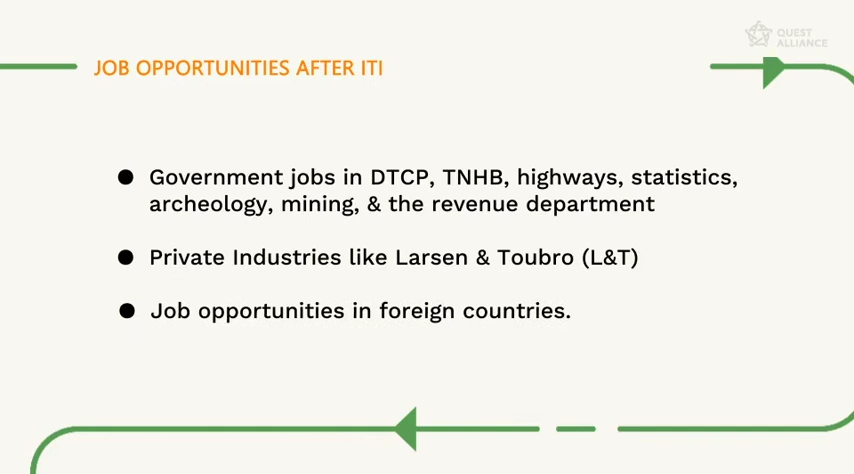 QUEST
ALLIANCE
JOB OPPORTUNITIES AFTER ITI
● Government jobs in DTCP, TNHB, highways, statistics,
archeology, mining, & the revenue department
● Private Industries like Larsen & Toubro (L&T)
● Job opportunities in foreign countries.